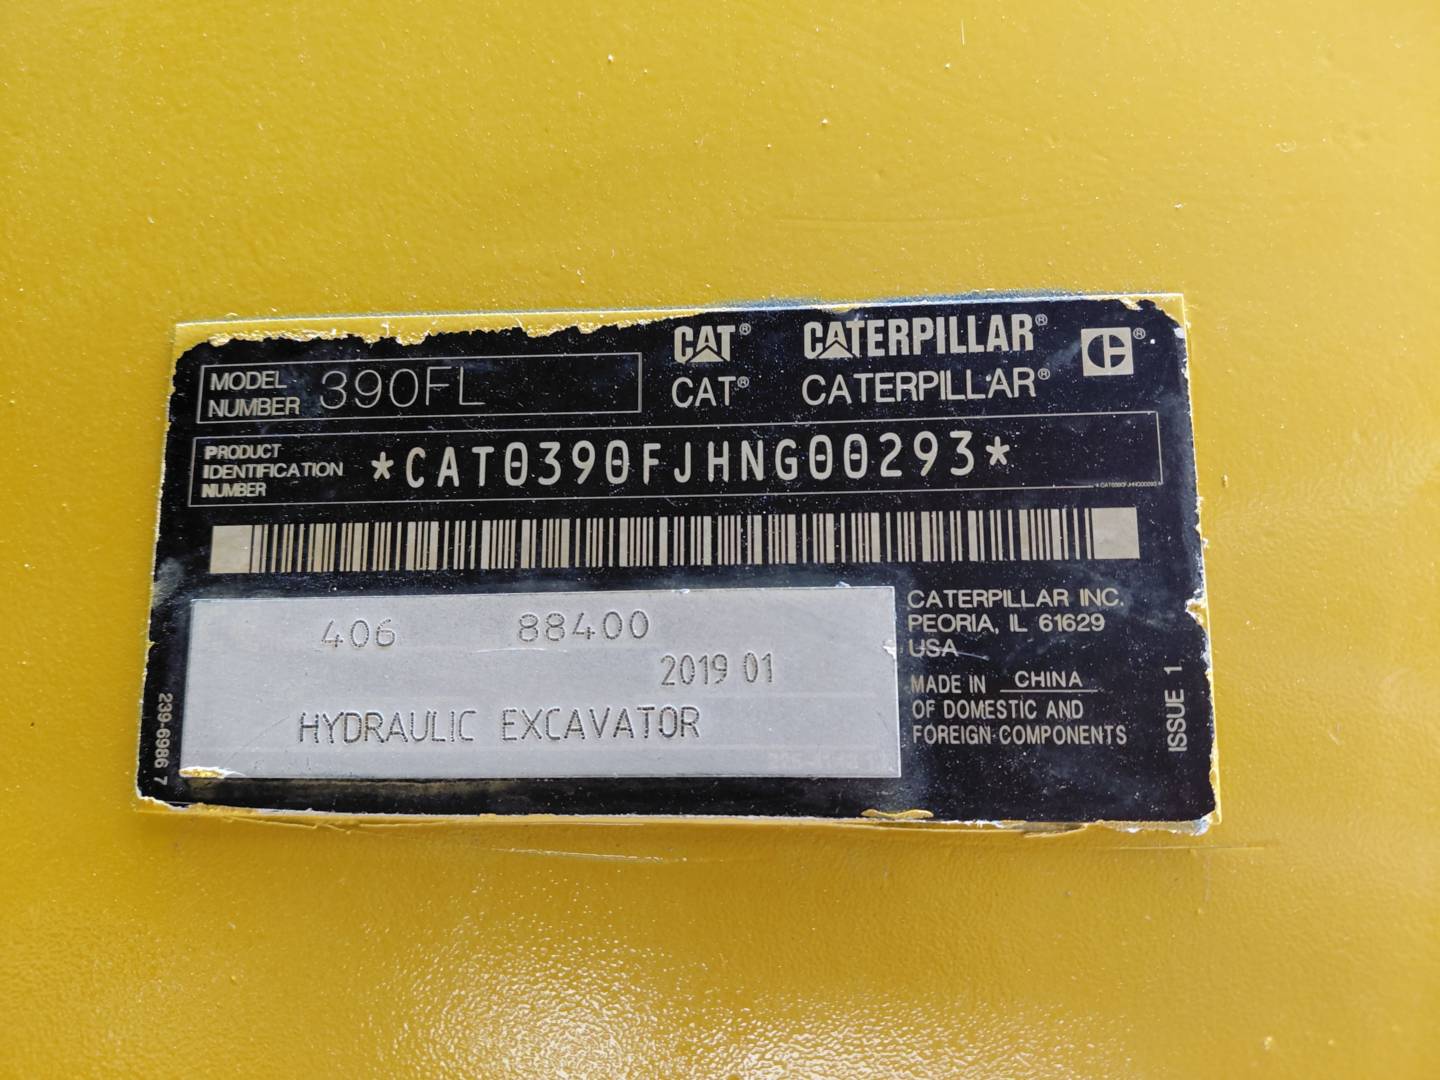 CAT® CATERPILLAR®
CAT® CATERPILLAR®
MODEL NUMBER 390FL
PRODUCT IDENTIFICATION NUMBER *CAT0390FJHNG00293*
*CAT0390FJHNG00293*
406 88400
2019 01
HYDRAULIC EXCAVATOR
CATERPILLAR INC.
PEORIA, IL 61629
USA
MADE IN CHINA
OF DOMESTIC AND
FOREIGN COMPONENTS
239-6986 7
ISSUE 1